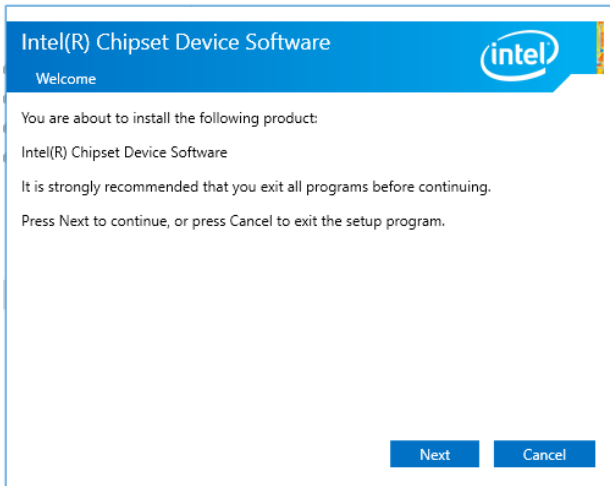 Intel(R) Chipset Device Software
intel
Welcome
You are about to install the following product:
Intel(R) Chipset Device Software
It is strongly recommended that you exit all programs before continuing.
Press Next to continue, or press Cancel to exit the setup program.
Next
Cancel